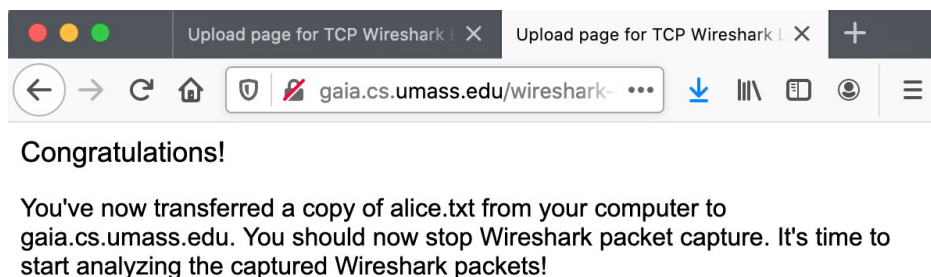 Upload page for TCP Wireshark L
Upload page for TCP Wireshark L
gaia.cs.umass.edu/wireshark-
Congratulations!
You've now transferred a copy of alice.txt from your computer to
gaia.cs.umass.edu. You should now stop Wireshark packet capture. It's time to
start analyzing the captured Wireshark packets!